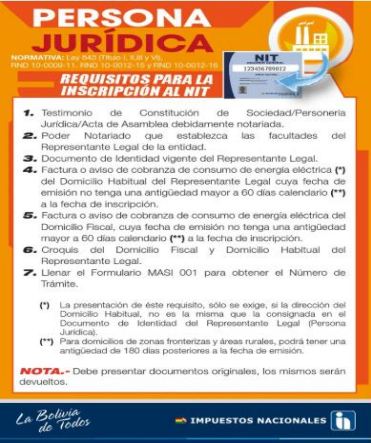 PERSONA
JURÍDICA
NORMATIVA: Ley 843 (Título I, II,III y VI),
RND 10-0009-11, RND 10-0012-15 y RND 10-0012-16
NIT
123456789022
REQUISITOS PARA LA
INSCRIPCIÓN AL NIT
1. Testimonio de Constitución de Sociedad/Personería
Jurídica/Acta de Asamblea debidamente notariada.
2. Poder Notariado que establezca las facultades del
Representante Legal de la entidad.
3. Documento de Identidad vigente del Representante Legal.
4. Factura o aviso de cobranza de consumo de energía eléctrica (*)
del Domicilio Habitual del Representante Legal cuya fecha de
emisión no tenga una antigüedad mayor a 60 días calendario (**)
a la fecha de inscripción.
5. Factura o aviso de cobranza de consumo de energía eléctrica del
Domicilio Fiscal, cuya fecha de emisión no tenga una antigüedad
mayor a 60 días calendario (**) a la fecha de inscripción.
6. Croquis del Domicilio Fiscal y Domicilio Habitual del
Representante Legal.
7. Llenar el Formulario MASI 001 para obtener el Número de
Trámite.
(*) La presentación de éste requisito, sólo se exige, si la dirección del
Domicilio Habitual, no es la misma que la consignada en el
Documento de Identidad del Representante Legal (Persona
Jurídica).
(**) Para domicilios de zonas fronterizas y áreas rurales, podrá tener una
antigüedad de 180 días posteriores a la fecha de emisión.
NOTA.- Debe presentar documentos originales, los mismos serán
devueltos.
La Bolivia
de Todos
IMPUESTOS NACIONALES